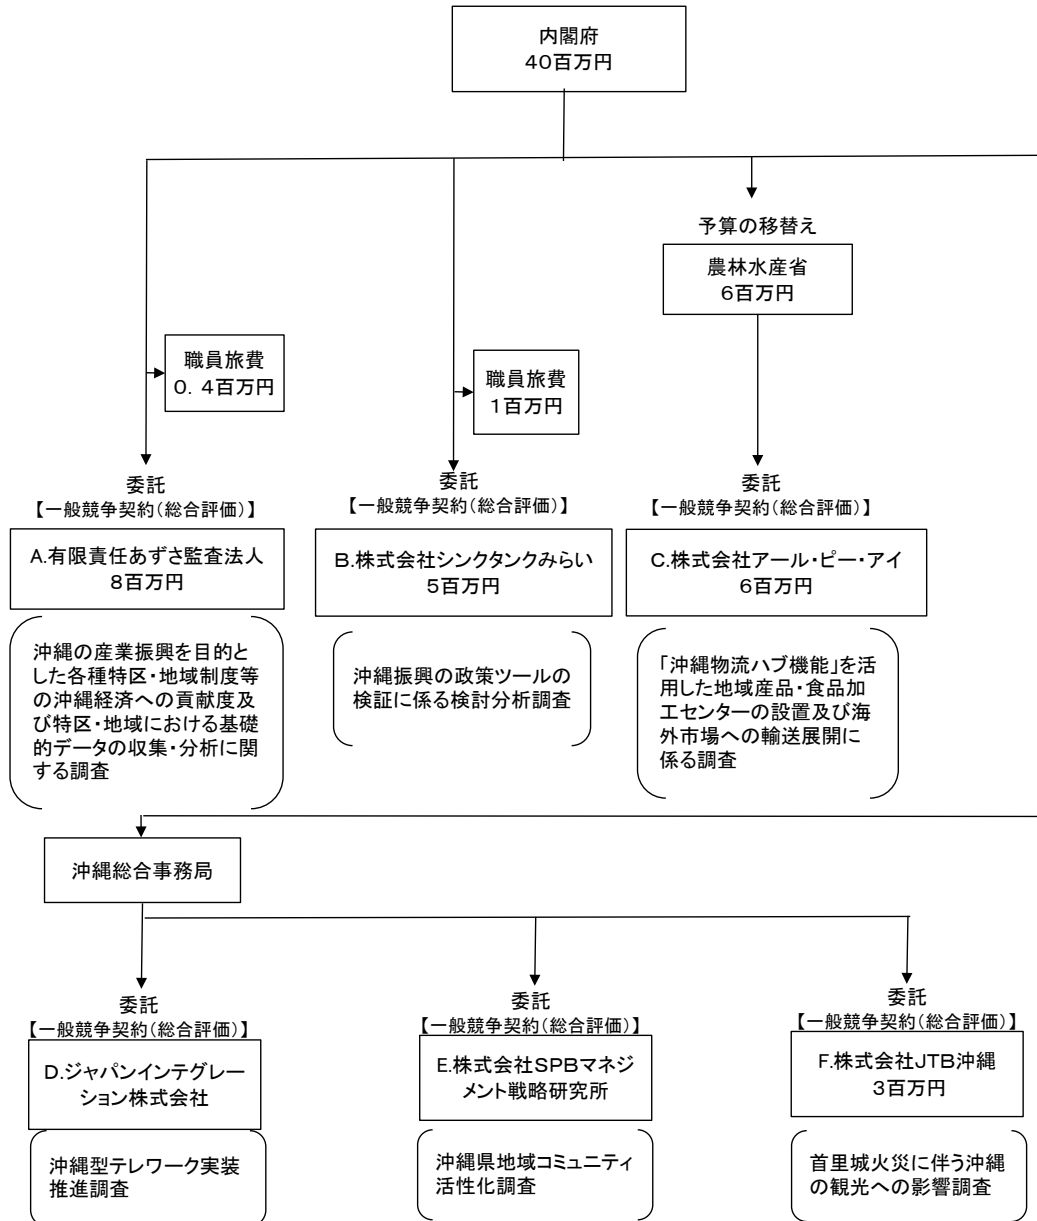 内閣府
40百万円
予算の移替え
農林水産省
6百万円
職員旅費
0．4百万円
職員旅費
1百万円
委託
【一般競争契約(総合評価)】
A.有限責任あずさ監査法人
8百万円
沖縄の産業振興を目的と
した各種特区・地域制度等
の沖縄経済への貢献度及
び特区・地域における基礎
的データの収集・分析に関
する調査
委託
【一般競争契約(総合評価)】
B.株式会社シンクタンクみらい
5百万円
沖縄振興の政策ツールの
検証に係る検討分析調査
委託
【一般競争契約(総合評価)】
C.株式会社アール・ピー・アイ
6百万円
「沖縄物流ハブ機能」を活
用した地域産品・食品加
工センターの設置及び海
外市場への輸送展開に
係る調査
沖縄総合事務局
委託
【一般競争契約(総合評価)】
D.ジャパンインテグレー
ション株式会社
沖縄型テレワーク実装
推進調査
委託
【一般競争契約(総合評価)】
E.株式会社SPBマネジ
メント戦略研究所
沖縄県地域コミュニティ
活性化調査
委託
【一般競争契約(総合評価)】
F.株式会社JTB沖縄
3百万円
首里城火災に伴う沖縄
の観光への影響調査